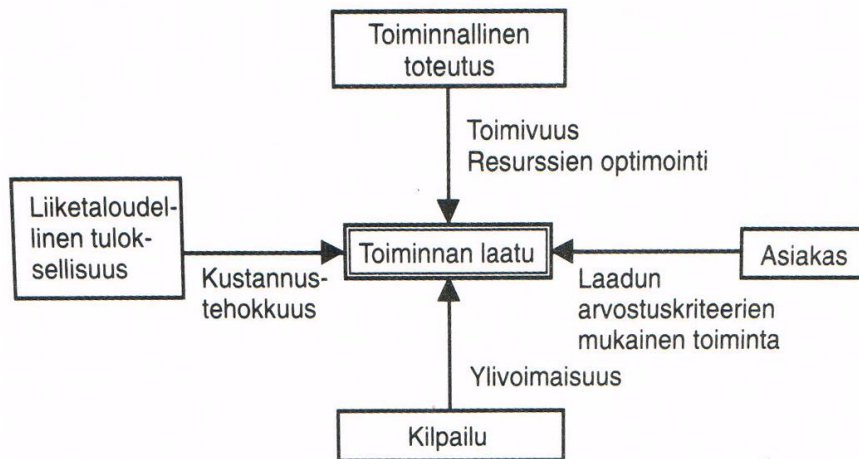 Toiminnallinen
toteutus
Toimivuus
Resurssien optimointi
Liiketaloudel-
linen tulok-
sellisuus
Kustannus-
tehokkuus
Toiminnan laatu
Asiakas
Laadun
arvostuskriteerien
mukainen toiminta
Ylivoimaisuus
Kilpailu